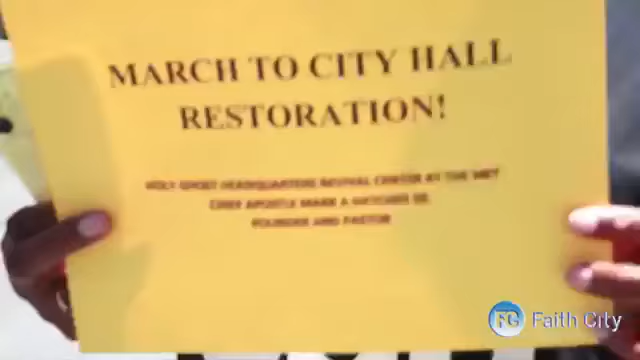 MARCH TO CITY HALL
RESTORATION!
HOLY GHOST HEADQUARTERS REVIVAL CENTER AT THE MET
CHIEF APOSTLE MARK A
FOUNDER AND PASTOR
FC Faith City